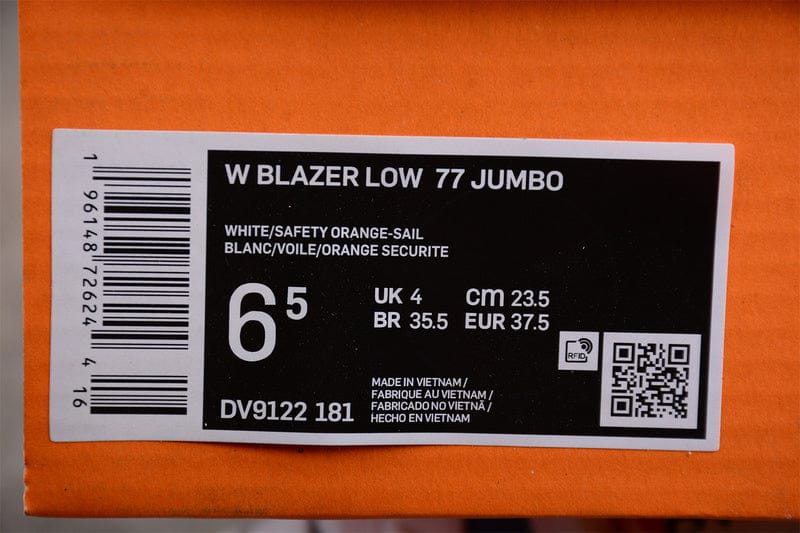 W BLAZER LOW 77 JUMBO
WHITE/SAFETY ORANGE-SAIL
BLANC/VOILE/ORANGE SECURITE
6 5
UK 4 cm 23.5
BR 35.5 EUR 37.5
RFID
MADE IN VIETNAM /
FABRIQUE AU VIETNAM /
FABRICADO NO VIETNÃ /
HECHO EN VIETNAM
DV9122 181
1 96148 72624 4 16